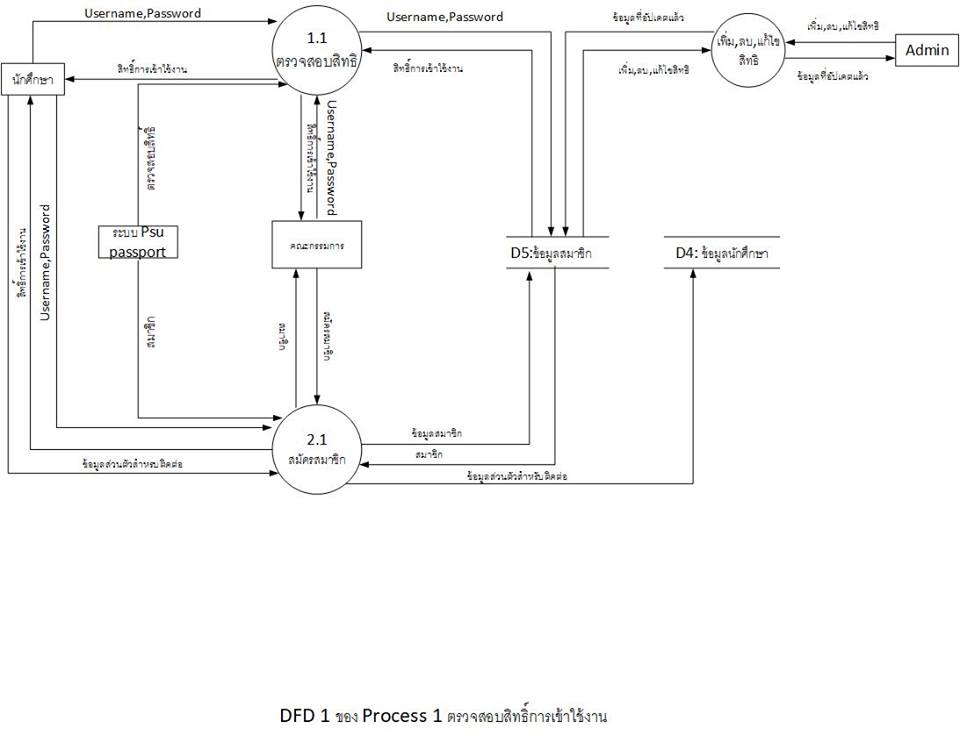 Username,Password
1.1
ตรวจสอบสิทธิ
Username,Password
ข้อมูลที่อัปเดตแล้ว
เพิ่ม,ลบ,แก้ไข
สิทธิ
เพิ่ม,ลบ,แก้ไขสิทธิ
Admin
นักศึกษา
สิทธิ์การเข้าใช้งาน
สิทธิ์การเข้าใช้งาน
เพิ่ม,ลบ,แก้ไขสิทธิ
ข้อมูลที่อัปเดตแล้ว
ตรวจสอบสิทธิ์
สิทธิ์การเข้าใช้งาน
Username,Password
ระบบ Psu
passport
คณะกรรมการ
D5:ข้อมูลสมาชิก
D4: ข้อมูลนักศึกษา
สิทธิ์การเข้าใช้งาน
Username,Password
สมาชิก
สมาชิก
สมัครสมาชิก
2.1
สมัครสมาชิก
ข้อมูลสมาชิก
สมาชิก
ข้อมูลส่วนตัวสำหรับติดต่อ
ข้อมูลส่วนตัวสำหรับติดต่อ
DFD 1 ของ Process 1 ตรวจสอบสิทธิ์การเข้าใช้งาน